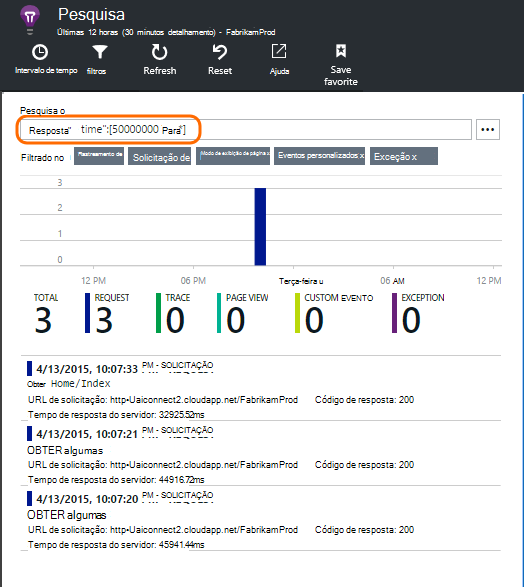 Pesquisa
Últimas 12 horas (30 minutos detalhamento) - FabrikamProd
Intervalo de tempo filtros Refresh Reset Ajuda Save favorite
Pesquisa o
Resposta" time":[50000000 Para*]
Filtrado no Rastreamento de Solicitação de Modo de exibição de página x Eventos personalizados x Exceção x
3
2
1
0
12 PM 06 PM Terça-feira u 06 AM 12 PM
TOTAL REQUEST TRACE PAGE VIEW CUSTOM EVENTO EXCEPTION
3 3 0 0 0 0
4/13/2015, 10:07:33 PM - SOLICITAÇÃO
Obter Home/Index
URL de solicitação: http•Uaiconnect2.cloudapp.net/FabrikamProd Código de resposta: 200
Tempo de resposta do servidor: 32925.52ms
4/13/2015, 10:07:21 PM - SOLICITAÇÃO
OBTER algumas
URL de solicitação: http•Uaiconnect2.cloudapp.net/FabrikamProd Código de resposta: 200
Tempo de resposta do servidor: 44916.72ms
4/13/2015, 10:07:20 PM - SOLICITAÇÃO
OBTER algumas
URL de solicitação: http•Uaiconnect2.cloudapp.net/FabrikamProd Código de resposta: 200
Tempo de resposta do servidor: 45941.44ms